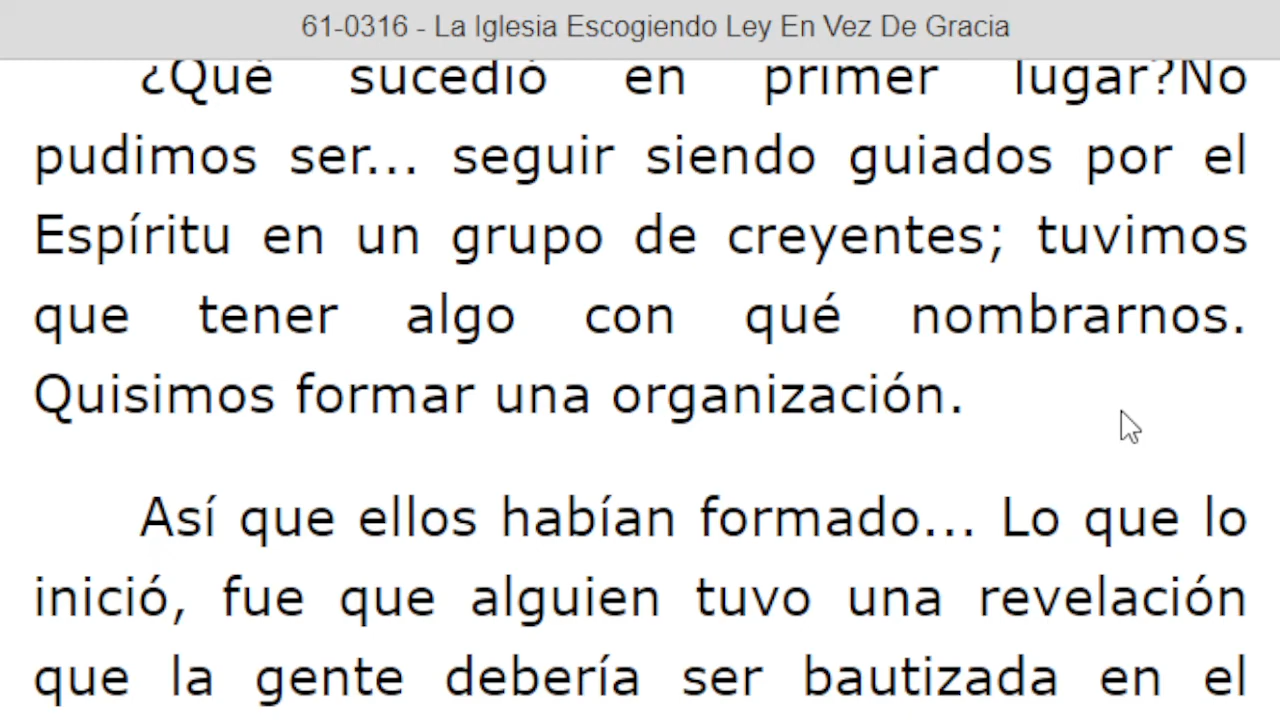 61-0316 - La Iglesia Escogiendo Ley En Vez De Gracia
¿Qué sucedió en primer lugar?No
pudimos ser... seguir siendo guiados por el
Espíritu en un grupo de creyentes; tuvimos
que tener algo con qué nombrarnos.
Quisimos formar una organización.
Así que ellos habían formado... Lo que lo
inició, fue que alguien tuvo una revelación
que la gente debería ser bautizada en el